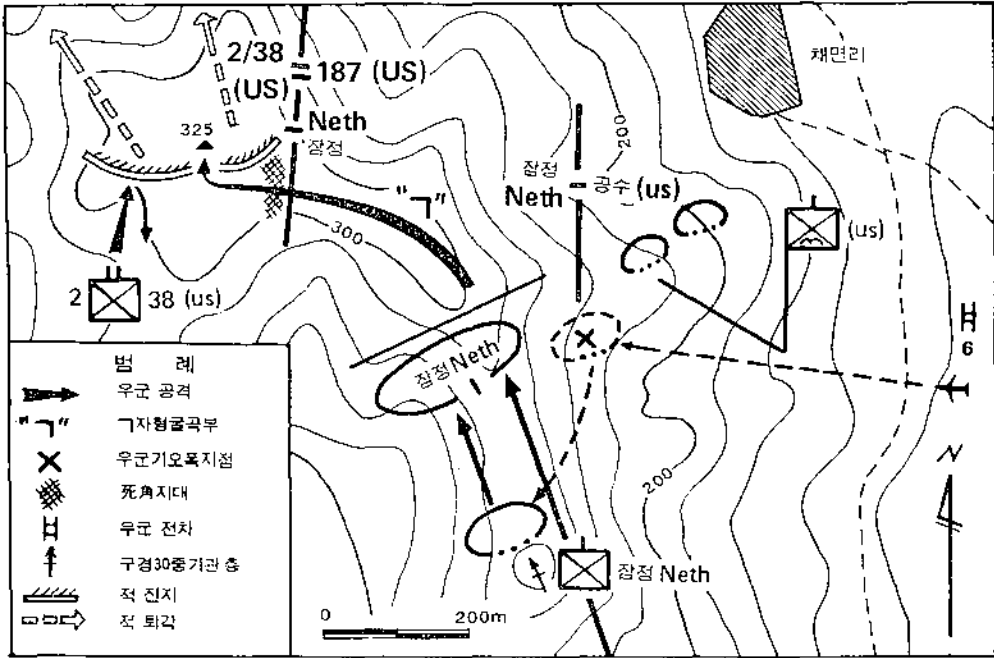 2/38
(US)
187 (US)
Neth
잠정
325
"ㄱ"
300
2
38 (us)
200
채면리
잠정
Neth
공수 (us)
(us)
6
N
잠정 Neth
200
잠정 Neth
0
200m
범 례
우군 공격
"ㄱ"
ㄱ자형굴곡부
우군기오폭지점
死角지대
우군 전차
구경30중기관총
적 진지
적 퇴각